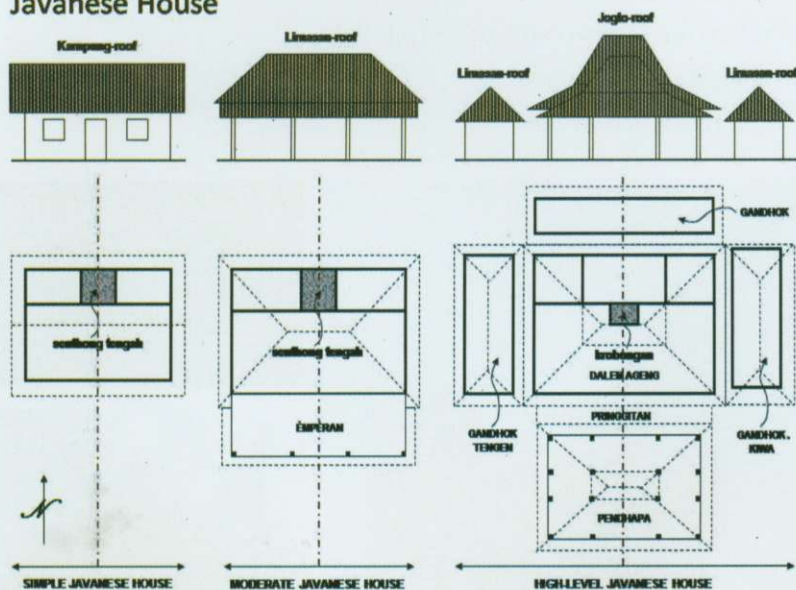 Javanese House
Kampung-roof
Limasan-roof
Joglo-roof
Limasan-roof
Limasan-roof
GANDHOK
senthong tengah
senthong tengah
krobongan
DALEM AGENG
ÉMPERAN
PRINGGITAN
GANDHOK
TENGEN
GANDHOK.
KIWA
PENDHAPA
N
SIMPLE JAVANESE HOUSE
MODERATE JAVANESE HOUSE
HIGH-LEVEL JAVANESE HOUSE